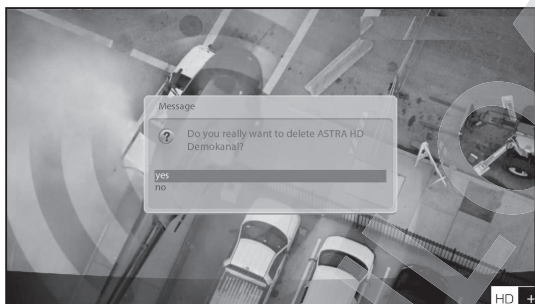 Message
Do you really want to delete ASTRA HD
Demokanal?
yes
no
HD +